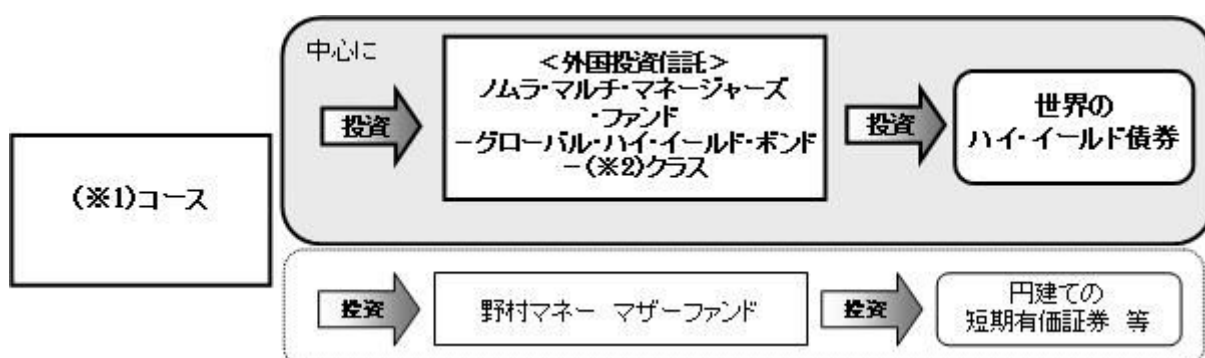 中心に
(※1)コース
投資
＜外国投資信託＞
ノムラ・マルチ・マネージャーズ
・ファンド
－グローバル・ハイ・イールド・ボンド
－(※2)クラス
投資
世界の
ハイ・イールド債券
投資
野村マネー マザーファンド
投資
円建ての
短期有価証券 等